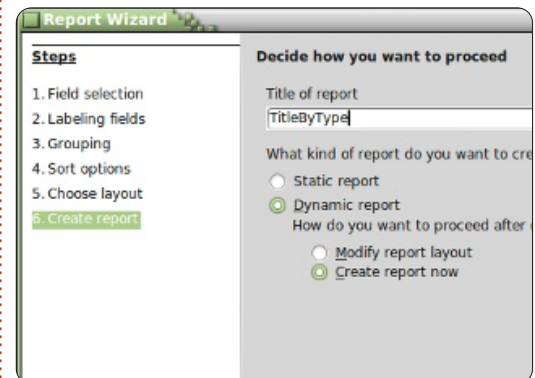 Report Wizard
Steps
1. Field selection
2. Labeling fields
3. Grouping
4. Sort options
5. Choose layout
6. Create report
Decide how you want to proceed
Title of report
TitleByType
What kind of report do you want to cre
Static report
Dynamic report
How do you want to proceed after
Modify report layout
Create report now